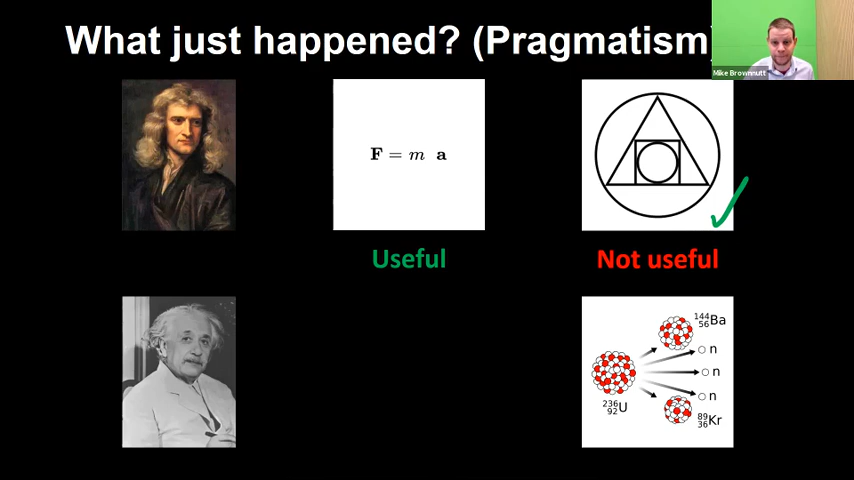 What just happened? (Pragmatism)
Mike Brownnutt
F = m a
Useful
Not useful
144
56Ba
n
n
n
236
92U
89
36Kr